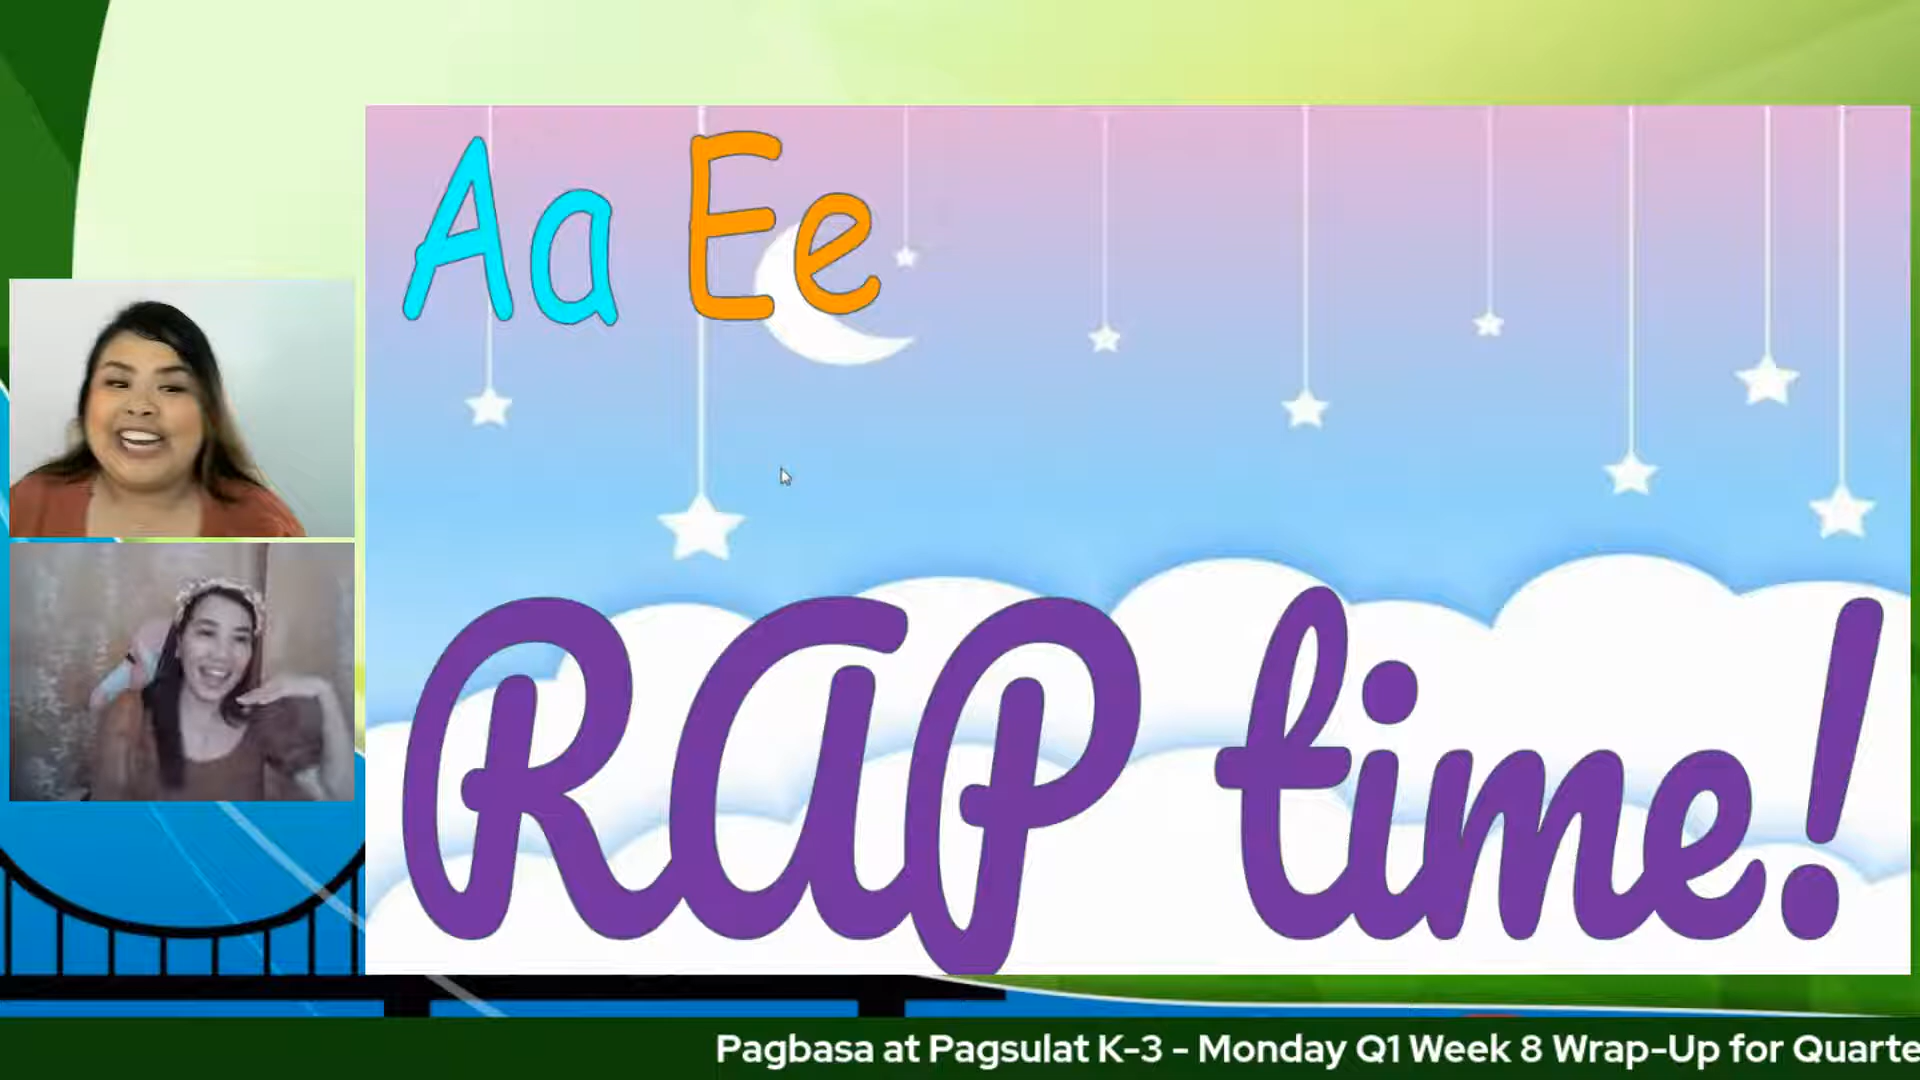 Aa Ee
RAP time!
Pagbasa at Pagsulat K-3 - Monday Q1 Week 8 Wrap-Up for Quarte